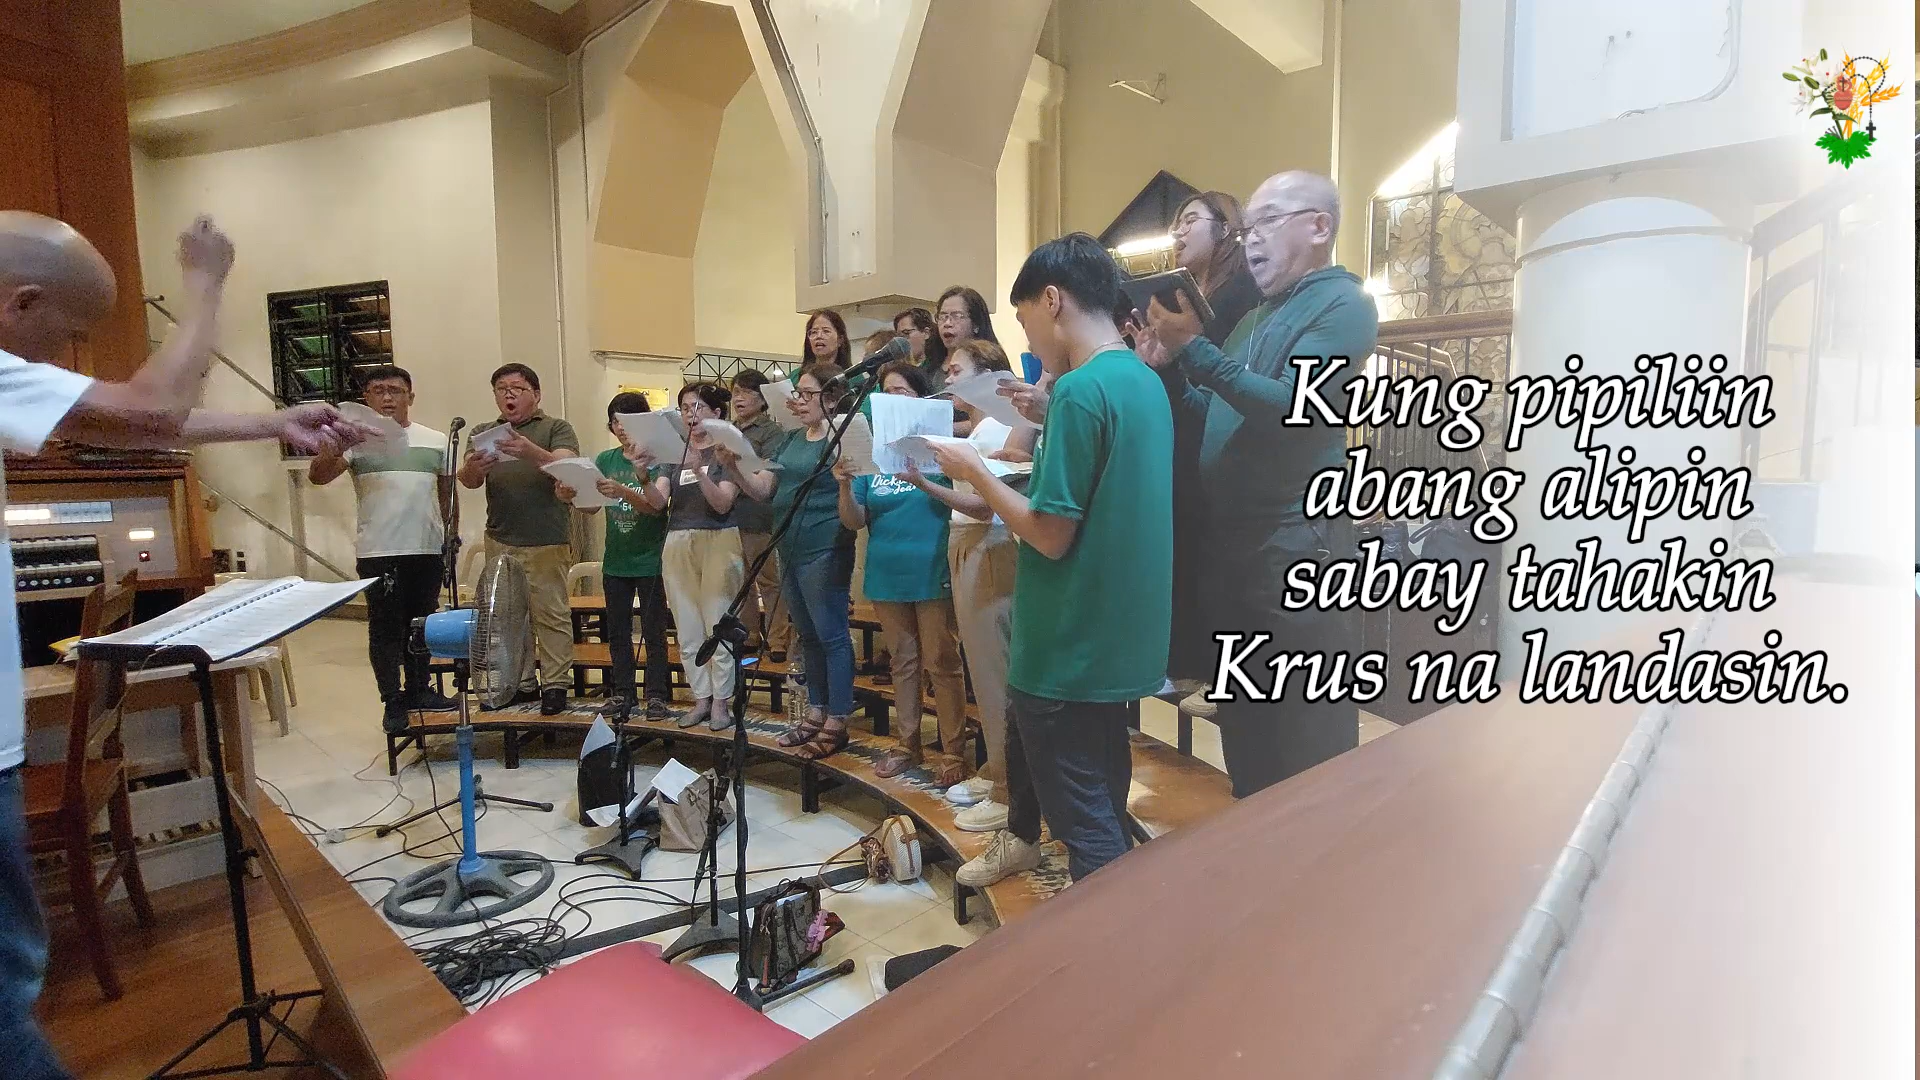 Kung pipiliin
abang alipin
sabay tahakin
Krus na landasin.